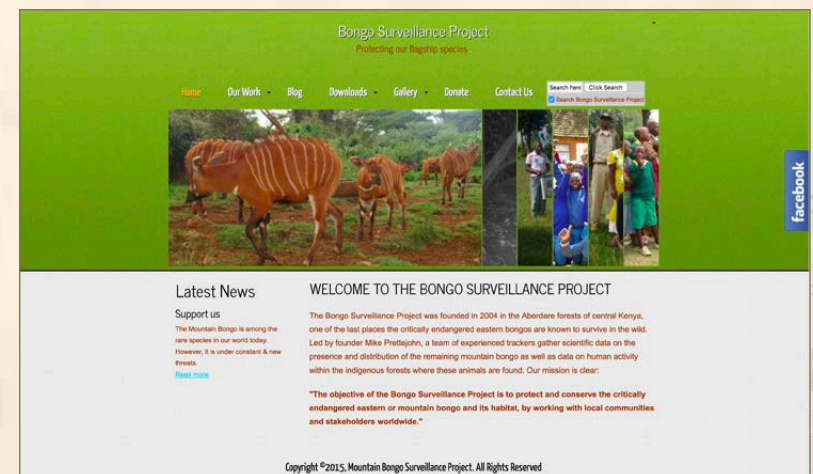 Bongo Surveillance Project
Protecting our flagship species
Home Our Work Blog Downloads Gallery Donate Contact Us
Search here Click Search
Search Bongo Surveillance Project
facebook
Latest News
Support us
The Mountain Bongo is among the
rare species in our world today.
However, it is under constant & new
threats.
Read more
WELCOME TO THE BONGO SURVEILLANCE PROJECT
The Bongo Surveillance Project was founded in 2004 in the Aberdare forests of central Kenya,
one of the last places the critically endangered eastern bongos are known to survive in the wild.
Led by founder Mike Prettejohn, a team of experienced trackers gather scientific data on the
presence and distribution of the remaining mountain bongo as well as data on human activity
within the indigenous forests where these animals are found. Our mission is clear:
"The objective of the Bongo Surveillance Project is to protect and conserve the critically
endangered eastern or mountain bongo and its habitat, by working with local communities
and stakeholders worldwide."
Copyright ©2015, Mountain Bongo Surveillance Project. All Rights Reserved